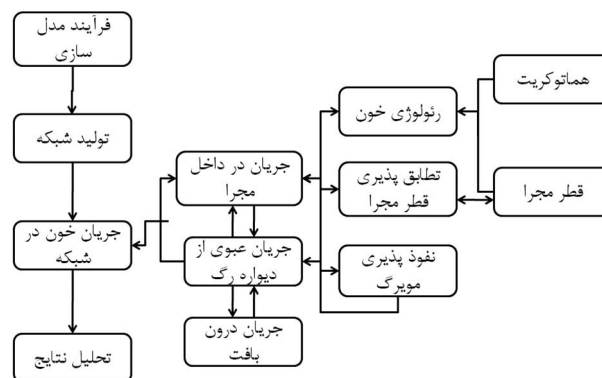 فرآیند مدل
سازی
تولید شبکه
جریان خون در
شبکه
تحلیل نتایج
جریان در داخل
مجرا
جریان عبوی از
دیواره رگ
جریان درون
بافت
رئولوژی خون
تطابق پذیری
قطر مجرا
نفوذ پذیری
مویرگ
هماتوکریت
قطر مجرا